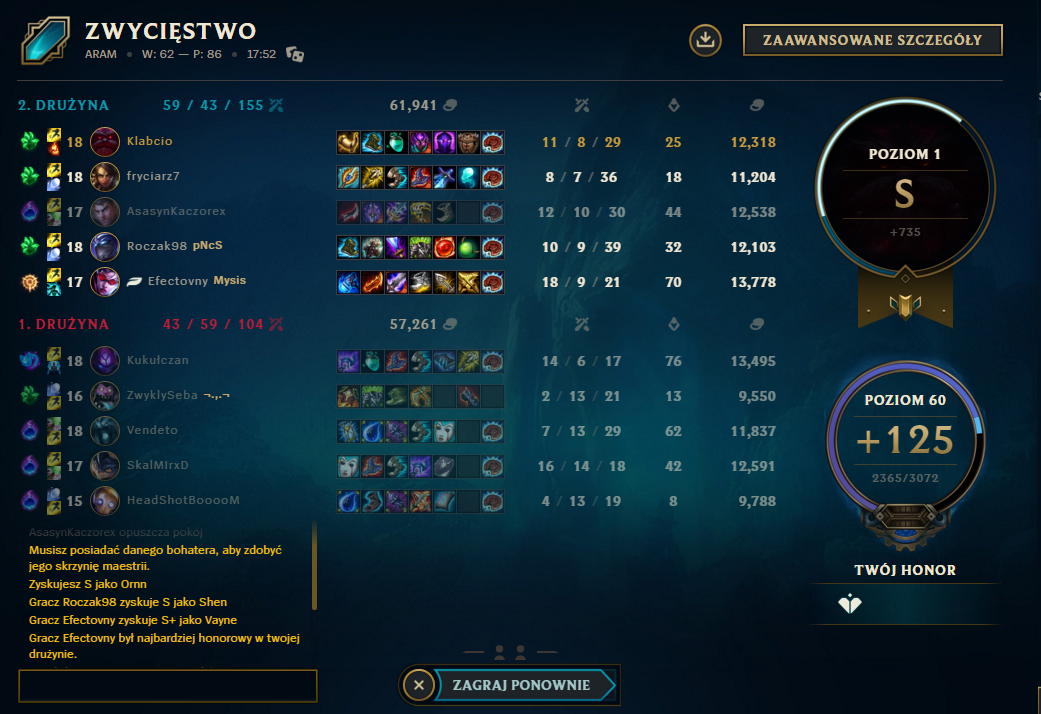 ZWYCIĘSTWO
ARAM • W: 62 — P: 86 • 17:52
ZAAWANSOWANE SZCZEGÓŁY
2. DRUŻYNA 59 / 43 / 155 61,941
18 Klabcio 11 / 8 / 29 25 12,318
18 fryciarz7 8 / 7 / 36 18 11,204
17 AsasynKaczorex 12 / 10 / 30 44 12,538
18 Roczak98 pNcS 10 / 9 / 39 32 12,103
17 Efectovny Mysis 18 / 9 / 21 70 13,778
1. DRUŻYNA 43 / 59 / 104 57,261
18 Kukułczan 14 / 6 / 17 76 13,495
16 ZwyklySeba ¬.,.¬ 2 / 13 / 21 13 9,550
18 Vendeto 7 / 13 / 29 62 11,837
17 SkalMIrxD 16 / 14 / 18 42 12,591
15 HeadShotBooooM 4 / 13 / 19 8 9,788
AsasynKaczorex opuszcza pokój
Musisz posiadać danego bohatera, aby zdobyć
jego skrzynię maestrii.
Zyskujesz S jako Ornn
Gracz Roczak98 zyskuje S jako Shen
Gracz Efectovny zyskuje S+ jako Vayne
Gracz Efectovny był najbardziej honorowy w twojej
drużynie.
ZAGRAJ PONOWNIE
POZIOM 1
S
+735
POZIOM 60
+125
2365/3072
TWÓJ HONOR